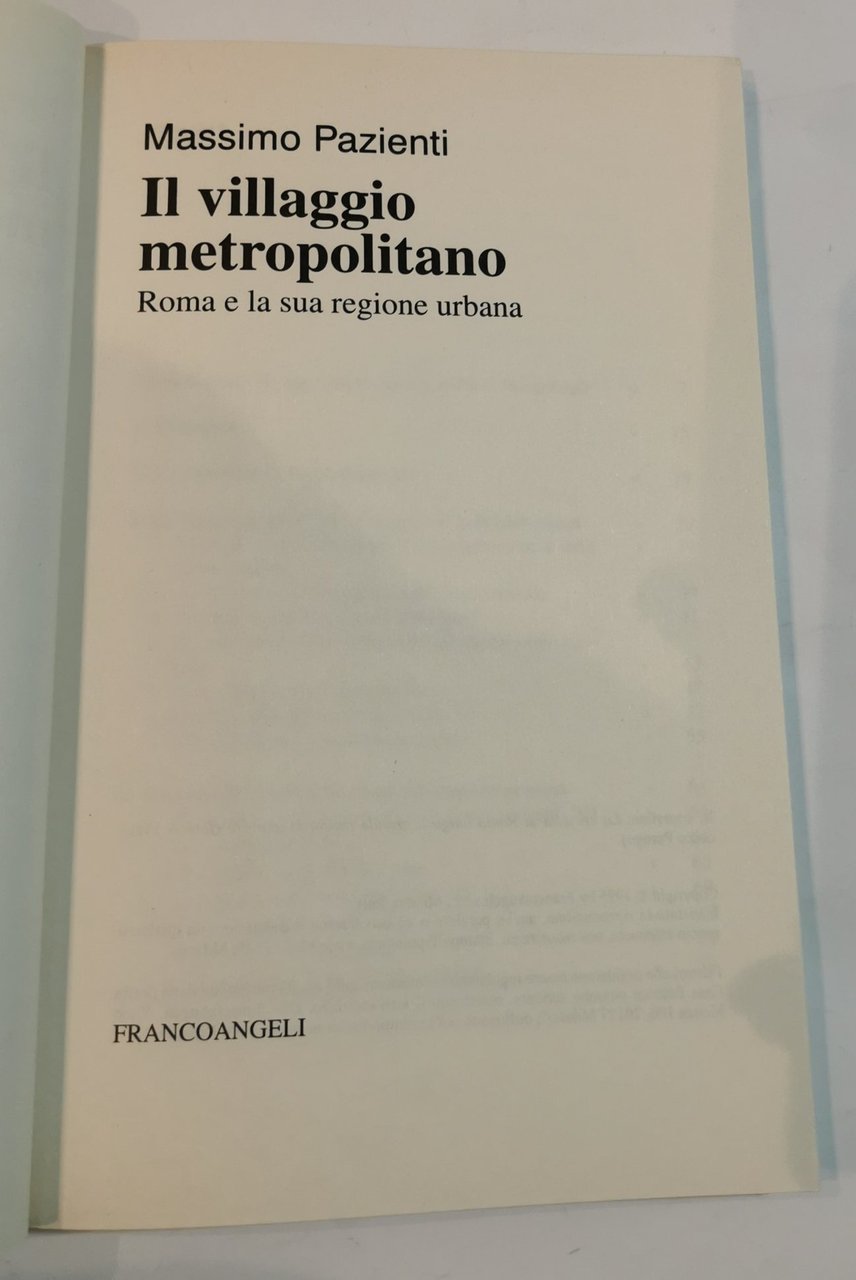 Massimo Pazienti
Il villaggio
metropolitano
Roma e la sua regione urbana
FRANCOANGELI